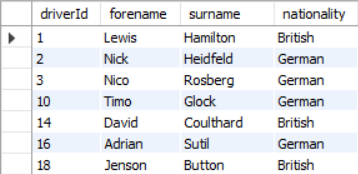 driverId forename surname nationality
1 Lewis Hamilton British
2 Nick Heidfeld German
3 Nico Rosberg German
10 Timo Glock German
14 David Coulthard British
16 Adrian Sutil German
18 Jenson Button British